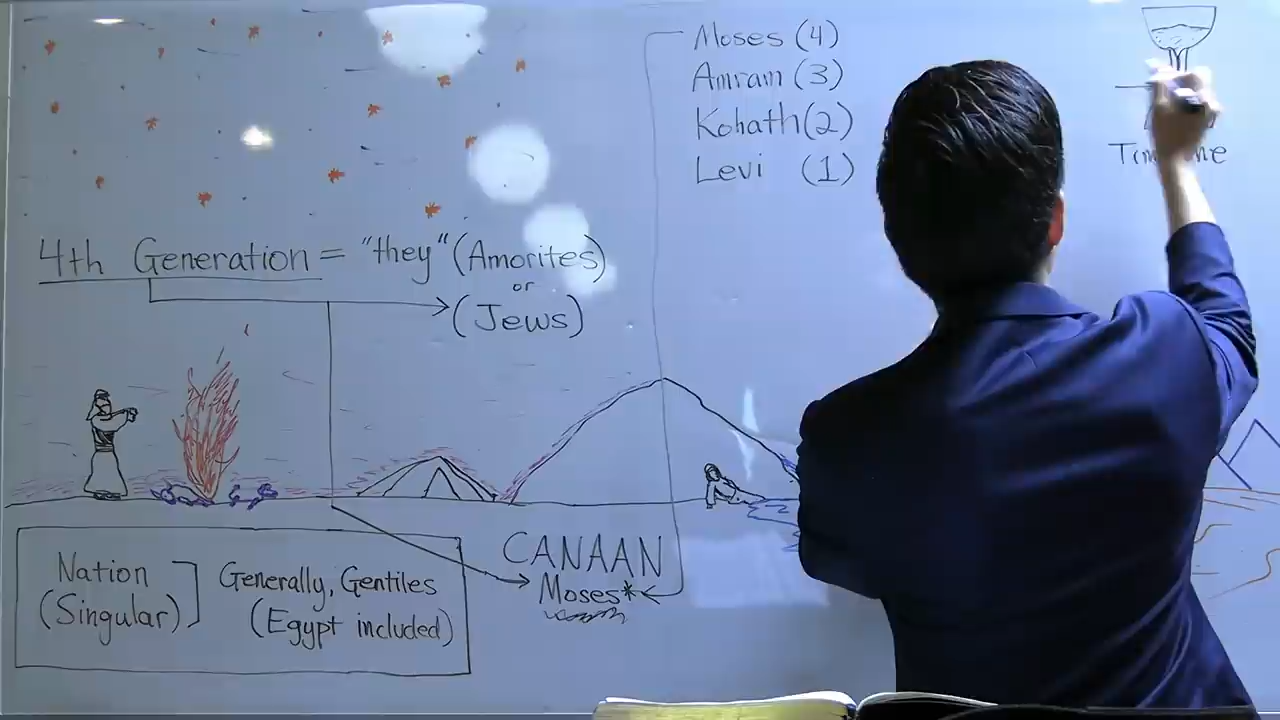 Moses (4)
Amram (3)
Kohath (2)
Levi (1)
4th Generation = "they" (Amorites)
or
(Jews)
CANAAN
Moses*
Nation
(Singular)
Generally, Gentiles
(Egypt included)